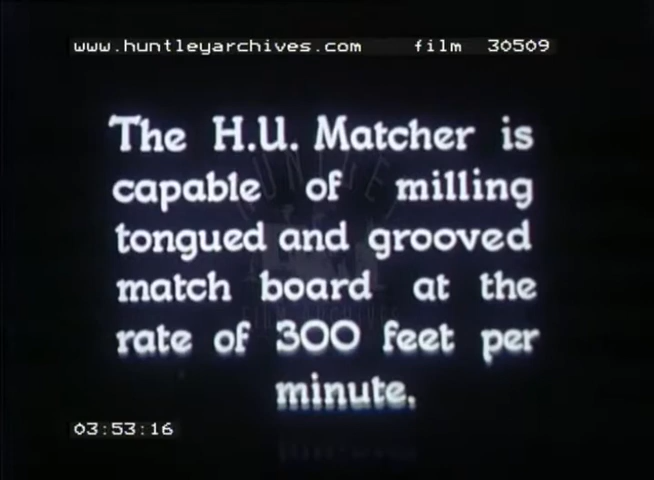 www.huntleyarchives.com film 30509
The H.U. Matcher is
capable of milling
tongued and grooved
match board at the
rate of 300 feet per
minute.
03:53:16